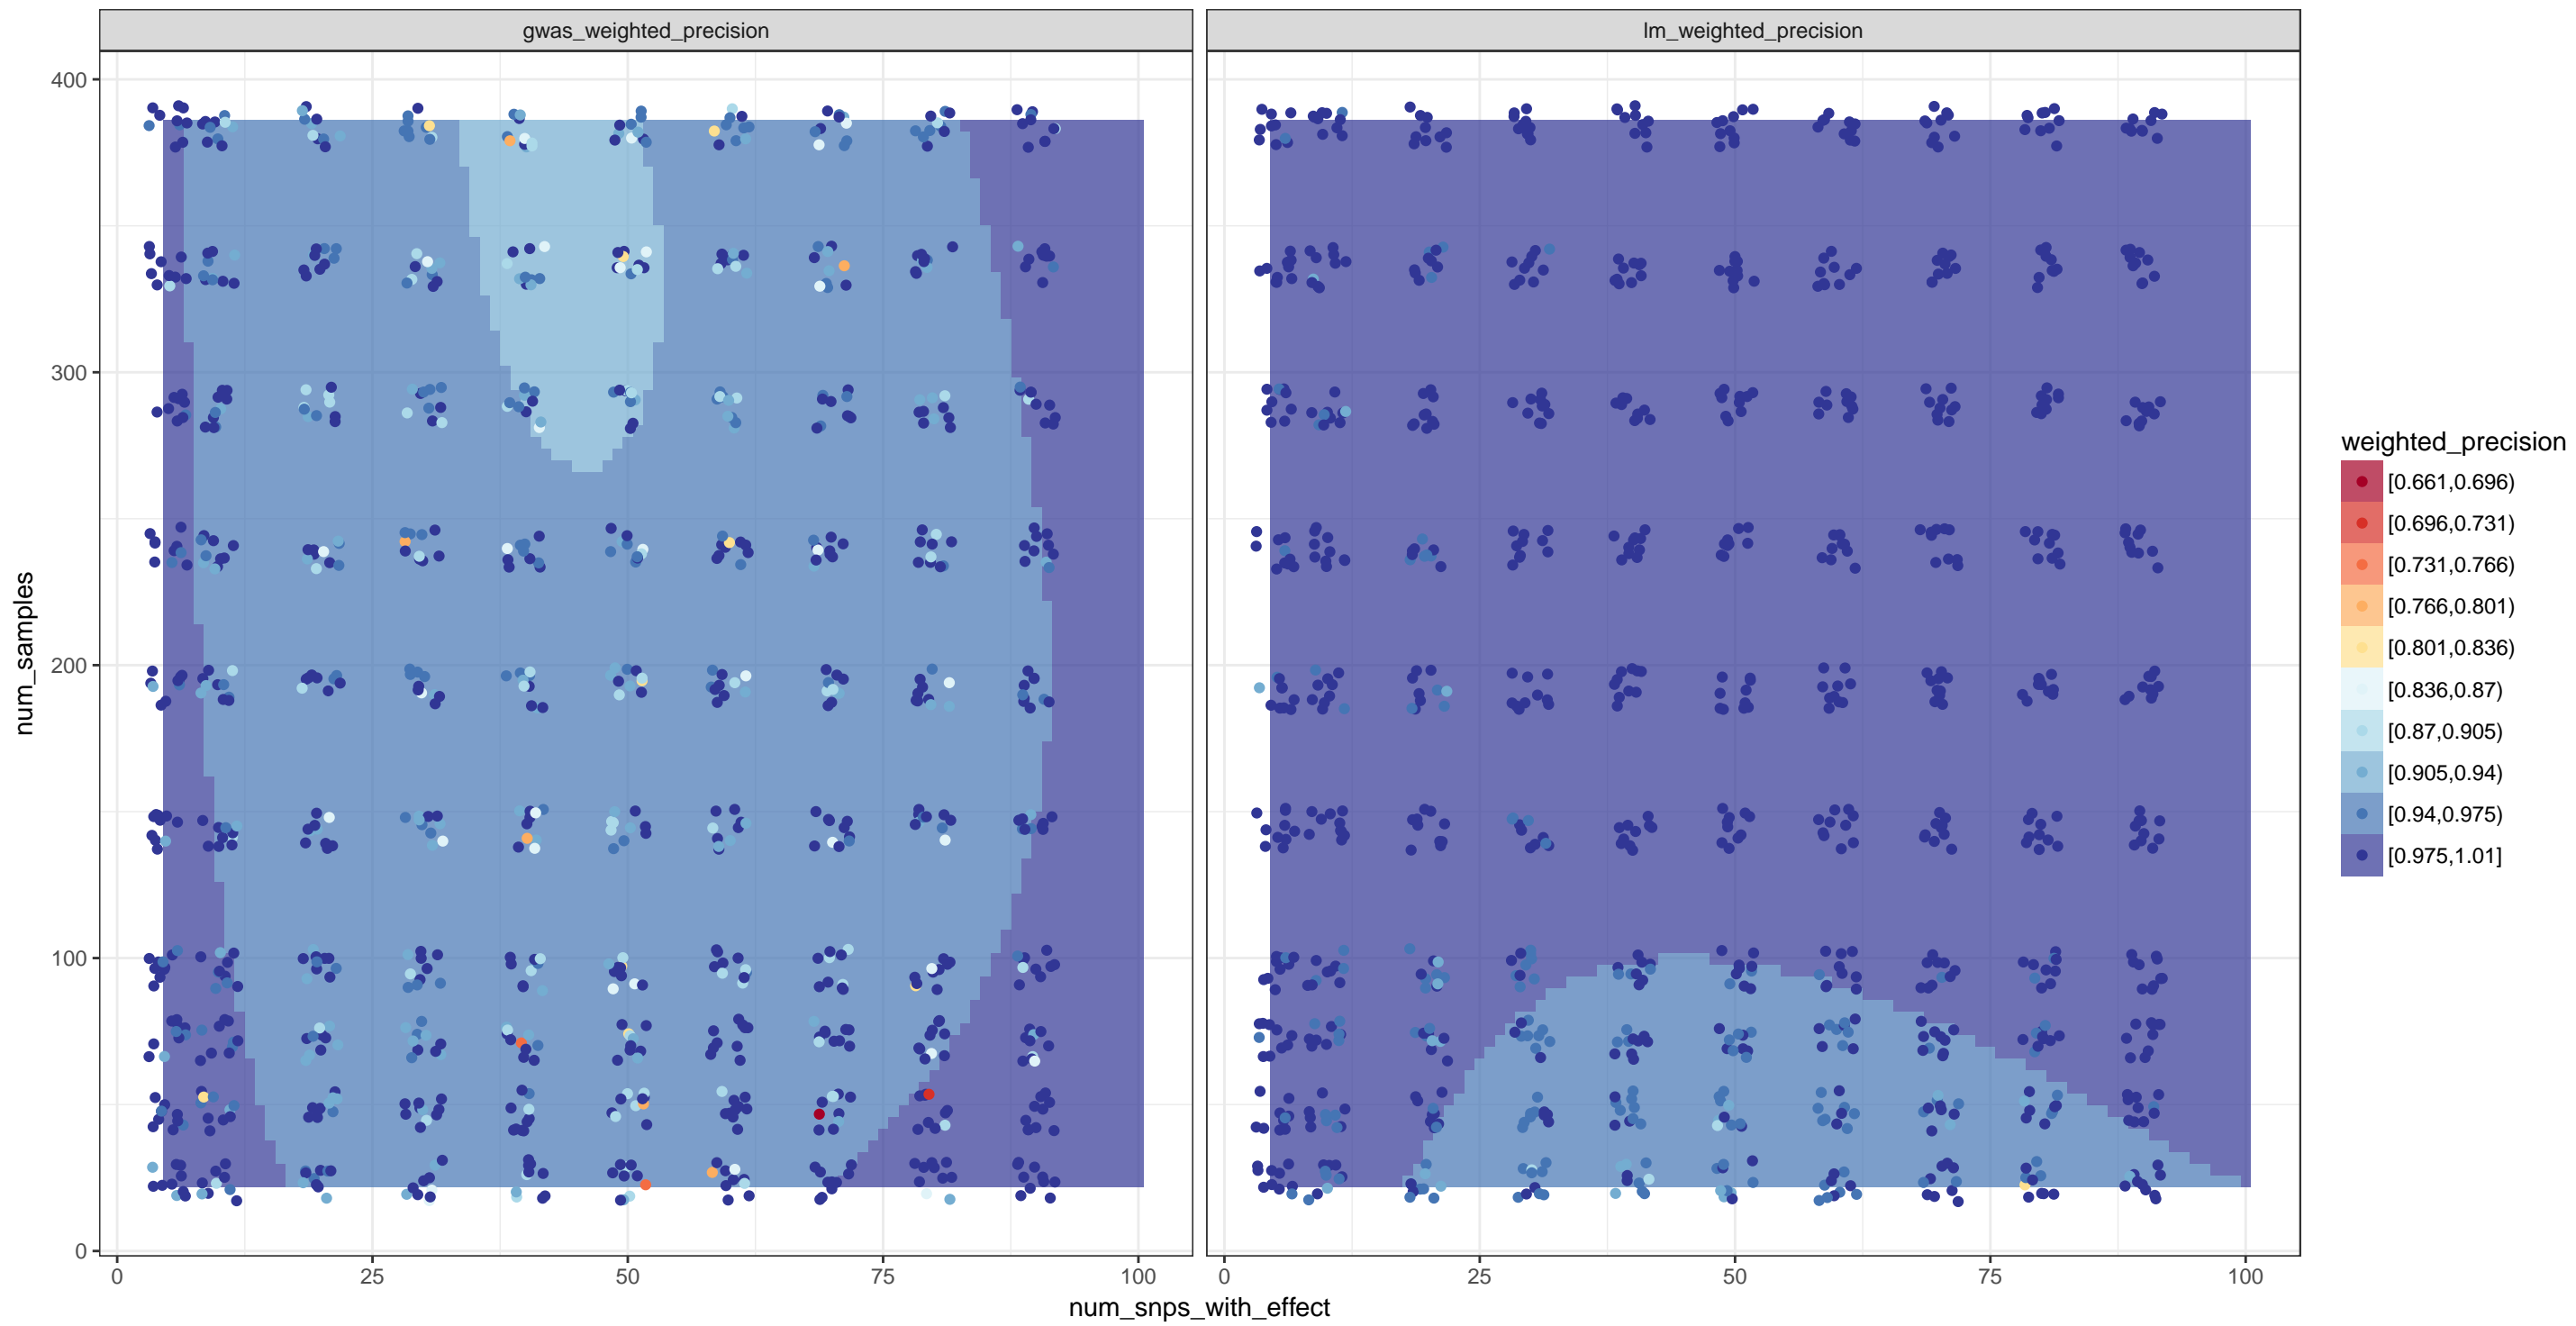 gwas_weighted_precision
lm_weighted_precision
400
300
200
100
0
num_samples
0 25 50 75 100
0 25 50 75 100
num_snps_with_effect
weighted_precision
[0.661,0.696)
[0.696,0.731)
[0.731,0.766)
[0.766,0.801)
[0.801,0.836)
[0.836,0.87)
[0.87,0.905)
[0.905,0.94)
[0.94,0.975)
[0.975,1.01]